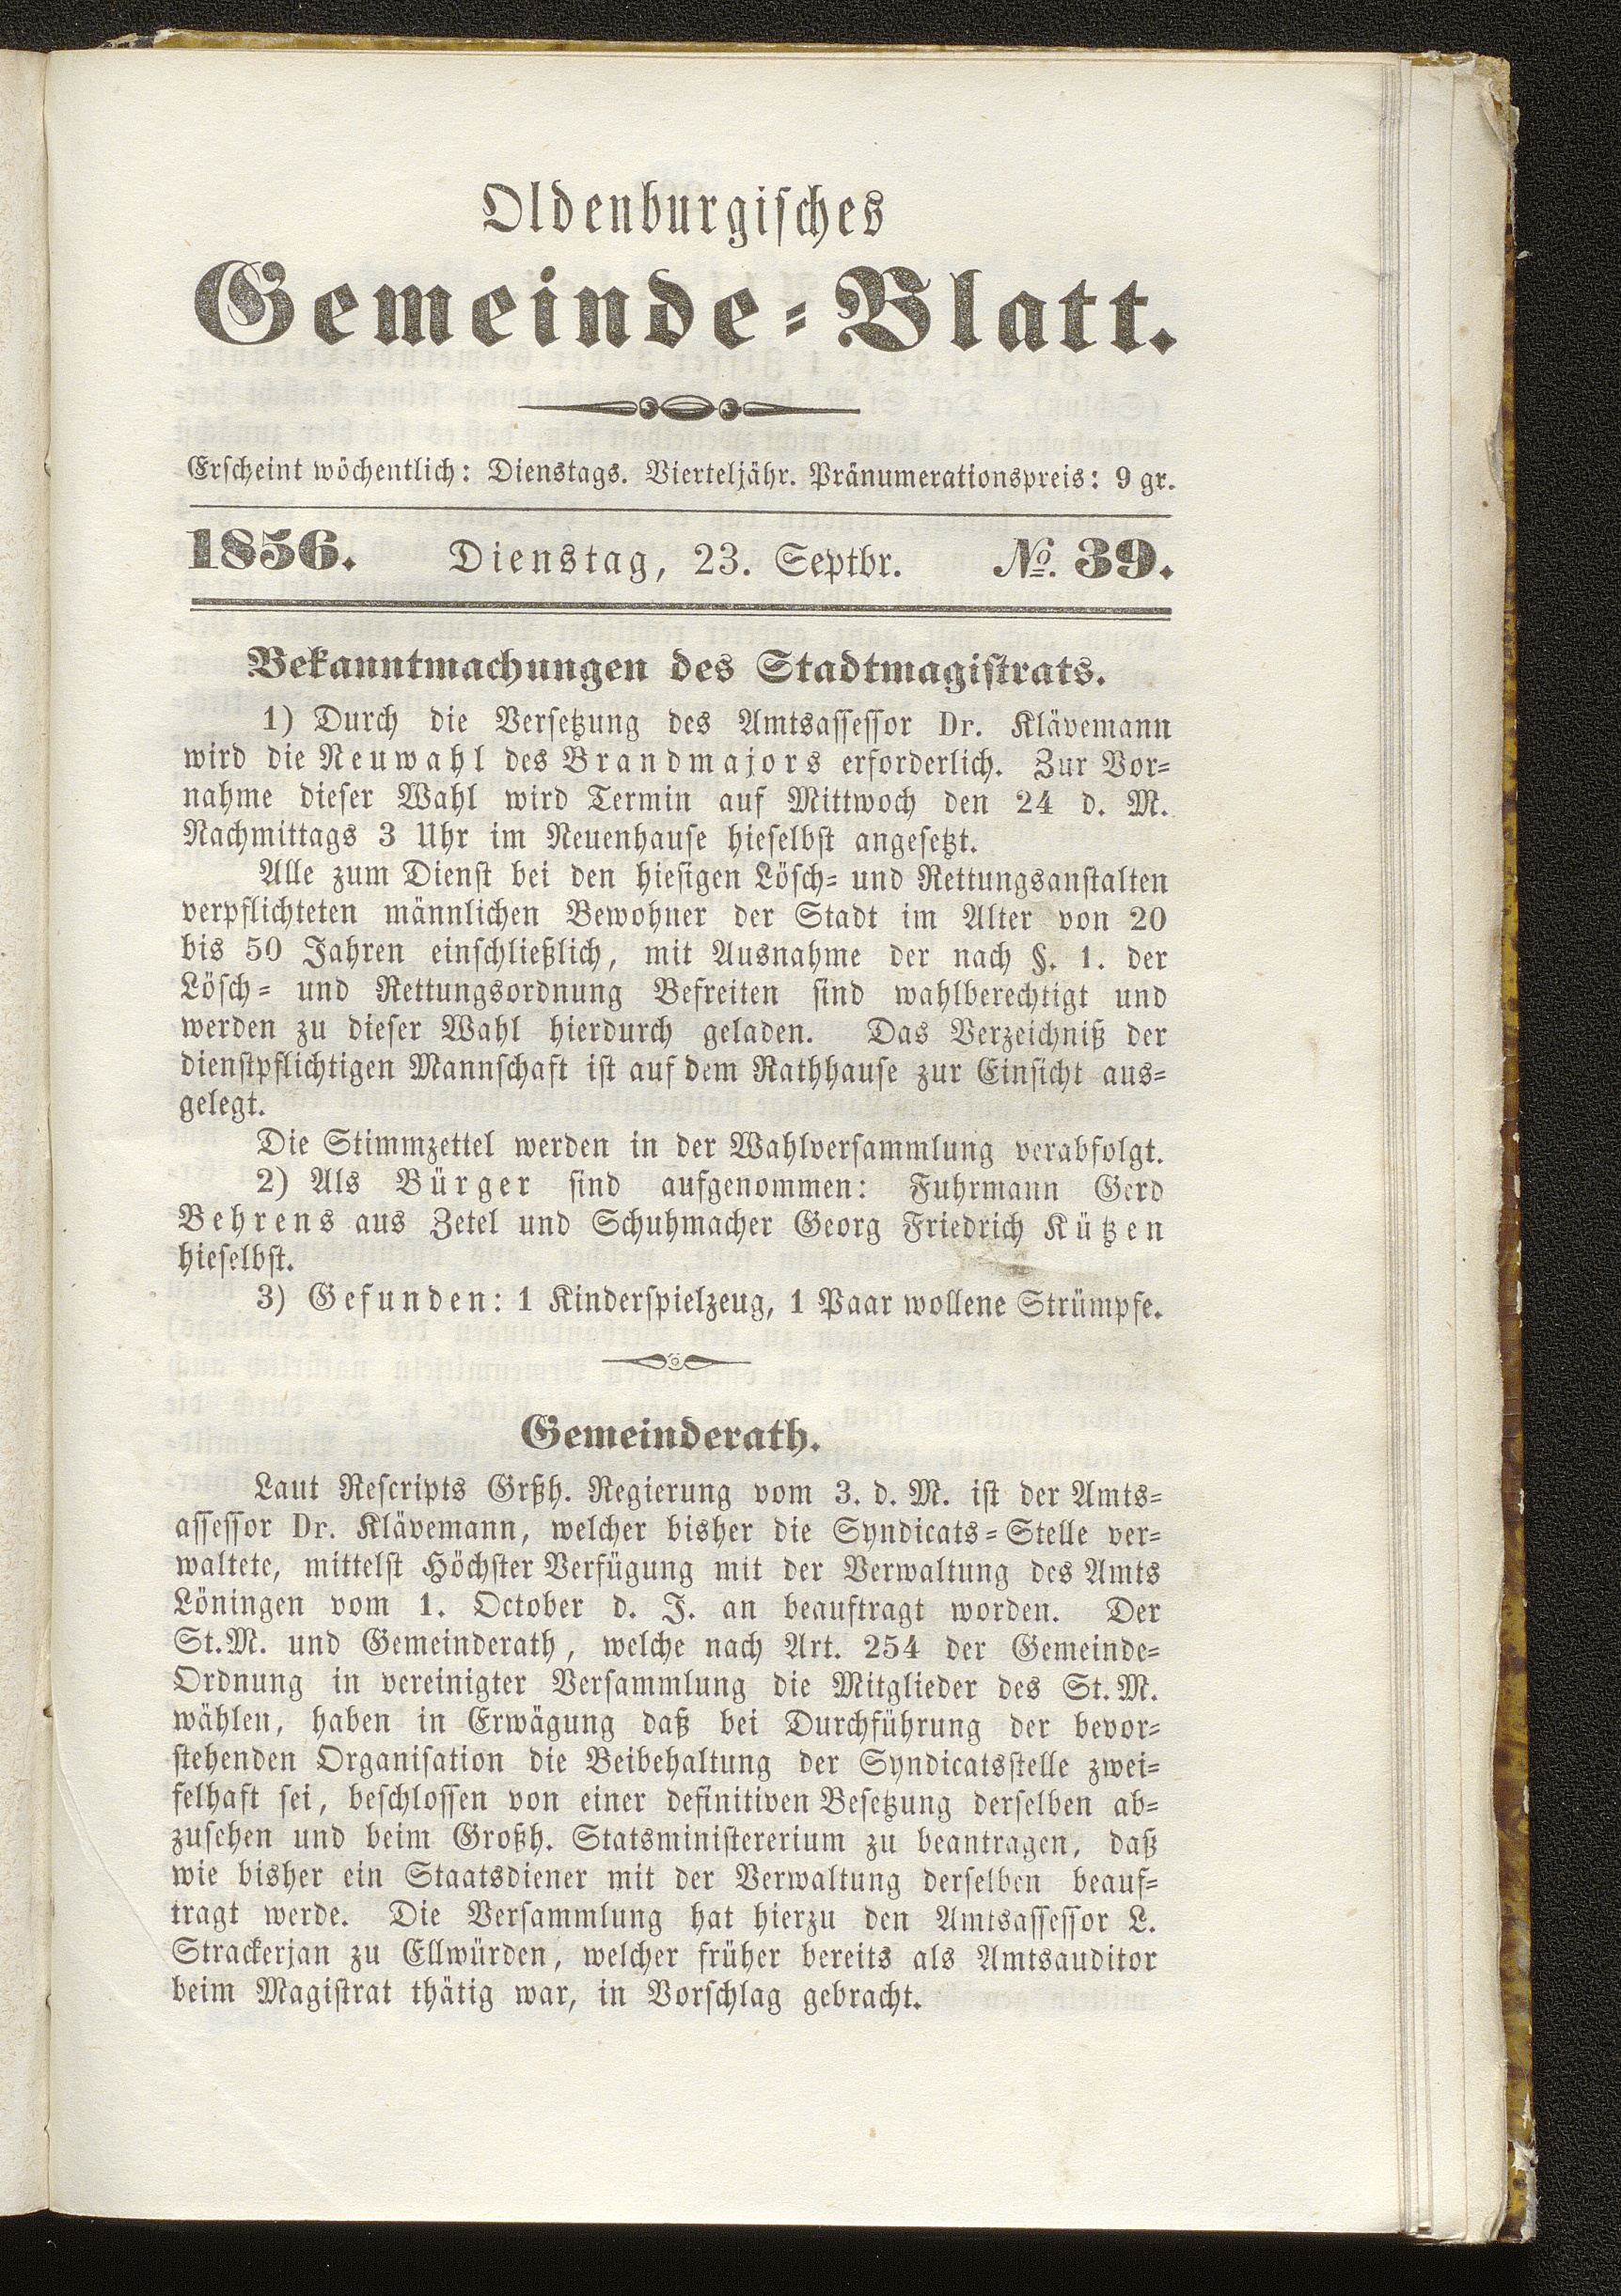 Oldenburgisches
Gemeinde-Blatt.
Erscheint wöchentlich: Dienstags. Vierteljähr. Pränumerationspreis: 9 gr.
1856. Dienstag, 23. Septbr. No. 39.
Bekanntmachungen des Stadtmagistrats.
1) Durch die Versetzung des Amtsassessor Dr. Klävemann
wird die Neuwahl des Brandmajors erforderlich. Zur Vor-
nahme dieser Wahl wird Termin auf Mittwoch den 24 d. M.
Nachmittags 3 Uhr im Neuenhause hieselbst angesetzt.
Alle zum Dienst bei den hiesigen Lösch- und Rettungsanstalten
verpflichteten männlichen Bewohner der Stadt im Alter von 20
bis 50 Jahren einschließlich, mit Ausnahme der nach §. 1. der
Lösch- und Rettungsordnung Befreiten sind wahlberechtigt und
werden zu dieser Wahl hierdurch geladen. Das Verzeichniß der
dienstpflichtigen Mannschaft ist auf dem Rathhause zur Einsicht aus-
gelegt.
Die Stimmzettel werden in der Wahlversammlung verabfolgt.
2) Als Bürger sind aufgenommen: Fuhrmann Gerd
Behrens aus Zetel und Schuhmacher Georg Friedrich Kützen
hieselbst.
3) Gefunden: 1 Kinderspielzeug, 1 Paar wollene Strümpfe.
Gemeinderath.
Laut Rescripts Grßh. Regierung vom 3. d. M. ist der Amts-
assessor Dr. Klävemann, welcher bisher die Syndicats-Stelle ver-
waltete, mittelst Höchster Verfügung mit der Verwaltung des Amts
Löningen vom 1. October d. J. an beauftragt worden. Der
St.M. und Gemeinderath, welche nach Art. 254 der Gemeinde-
Ordnung in vereinigter Versammlung die Mitglieder des St. M.
wählen, haben in Erwägung daß bei Durchführung der bevor-
stehenden Organisation die Beibehaltung der Syndicatsstelle zwei-
felhaft sei, beschlossen von einer definitiven Besetzung derselben ab-
zusehen und beim Großh. Statsministererium zu beantragen, daß
wie bisher ein Staatsdiener mit der Verwaltung derselben beauf-
tragt werde. Die Versammlung hat hierzu den Amtsassessor L.
Strackerjan zu Ellwürden, welcher früher bereits als Amtsauditor
beim Magistrat thätig war, in Vorschlag gebracht.